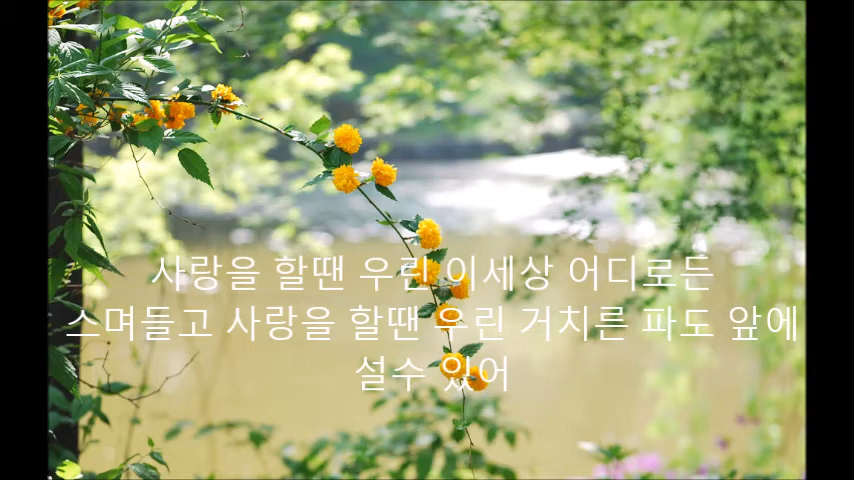 사랑을 할땐 우린 이세상 어디로든
스며들고 사랑을 할땐 우린 거치른 파도 앞에
설수 있어